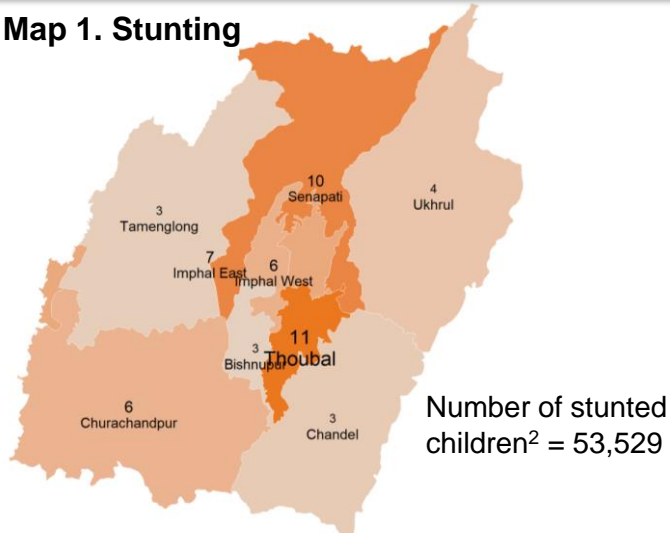 Map 1. Stunting
10
Senapati
4
Ukhrul
3
Tamenglong
7
Imphal East
6
Imphal West
11
Thoubal
3
Bishnupur
6
Churachandpur
3
Chandel
Number of stunted
children² = 53,529